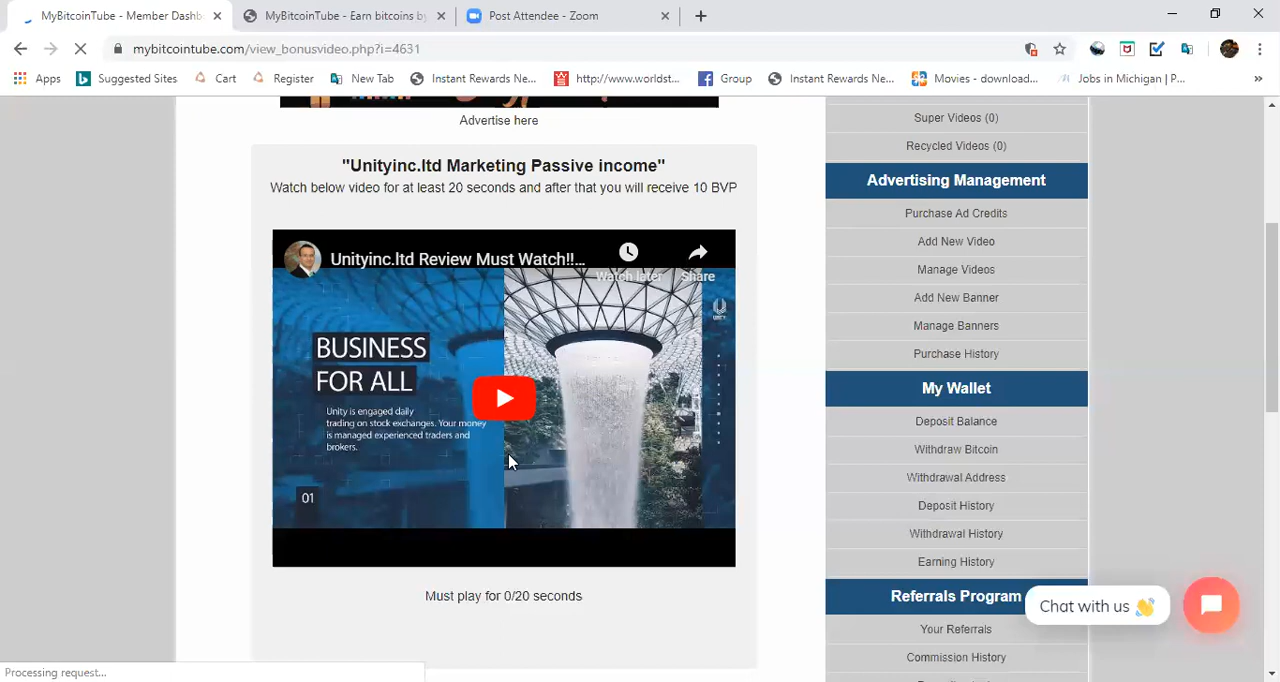 MyBitcoinTube - Member Dashb
MyBitcoinTube - Earn bitcoins by
Post Attendee - Zoom
mybitcointube.com/view_bonusvideo.php?i=4631
Apps
Suggested Sites
Cart
Register
New Tab
Instant Rewards Ne...
http://www.worldst...
Group
Instant Rewards Ne...
Movies - download...
Jobs in Michigan | P...
»
Advertise here
"Unityinc.ltd Marketing Passive income"
Watch below video for at least 20 seconds and after that you will receive 10 BVP
Unityinc.ltd Review Must Watch!!...
Watch later
Share
UNITY
BUSINESS
FOR ALL
Unity is engaged daily
trading on stock exchanges. Your money
is managed experienced traders and
brokers.
01
Must play for 0/20 seconds
Super Videos (0)
Recycled Videos (0)
Advertising Management
Purchase Ad Credits
Add New Video
Manage Videos
Add New Banner
Manage Banners
Purchase History
My Wallet
Deposit Balance
Withdraw Bitcoin
Withdrawal Address
Deposit History
Withdrawal History
Earning History
Referrals Program
Your Referrals
Commission History
Chat with us 👋
Processing request...